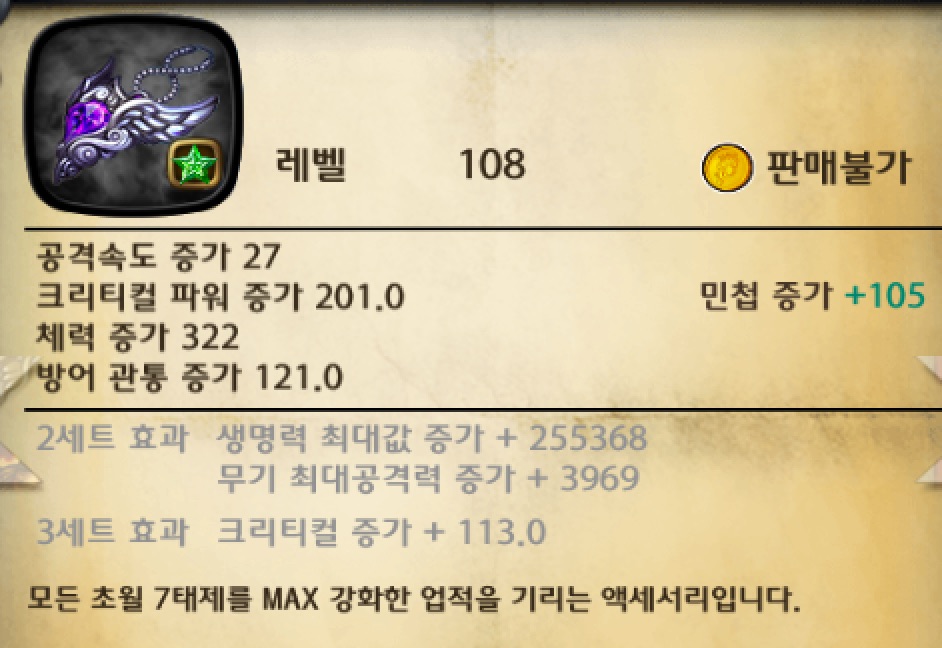 레벨 108 판매불가
공격속도 증가 27
크리티컬 파워 증가 201.0 민첩 증가 +105
체력 증가 322
방어 관통 증가 121.0
2세트 효과 생명력 최대값 증가 + 255368
무기 최대공격력 증가 + 3969
3세트 효과 크리티컬 증가 + 113.0
모든 초월 7태제를 MAX 강화한 업적을 기리는 액세서리입니다.